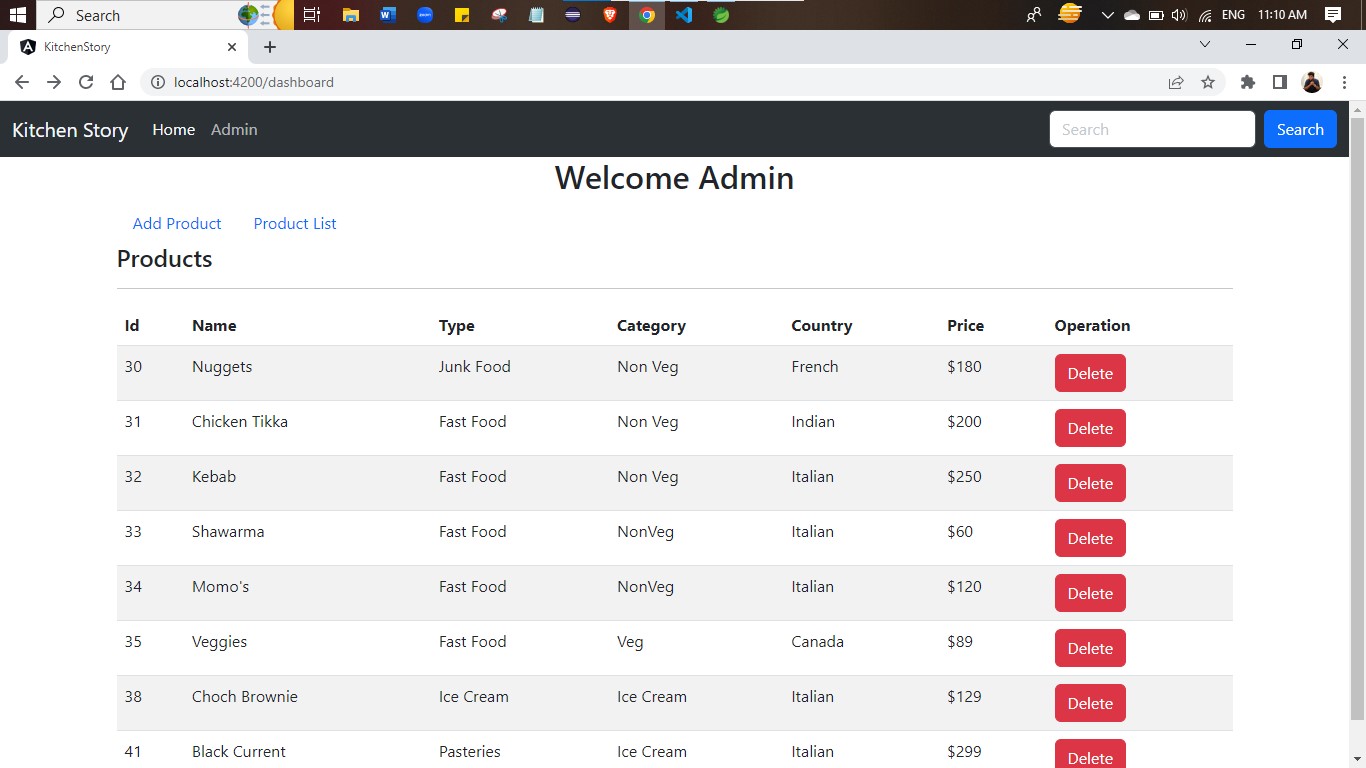 Search
ENG 11:10 AM
KitchenStory
localhost:4200/dashboard
Kitchen Story Home Admin Search Search
Welcome Admin
Add Product Product List
Products
Id Name Type Category Country Price Operation
30 Nuggets Junk Food Non Veg French $180 Delete
31 Chicken Tikka Fast Food Non Veg Indian $200 Delete
32 Kebab Fast Food Non Veg Italian $250 Delete
33 Shawarma Fast Food NonVeg Italian $60 Delete
34 Momo's Fast Food NonVeg Italian $120 Delete
35 Veggies Fast Food Veg Canada $89 Delete
38 Choch Brownie Ice Cream Ice Cream Italian $129 Delete
41 Black Current Pasteries Ice Cream Italian $299 Delete